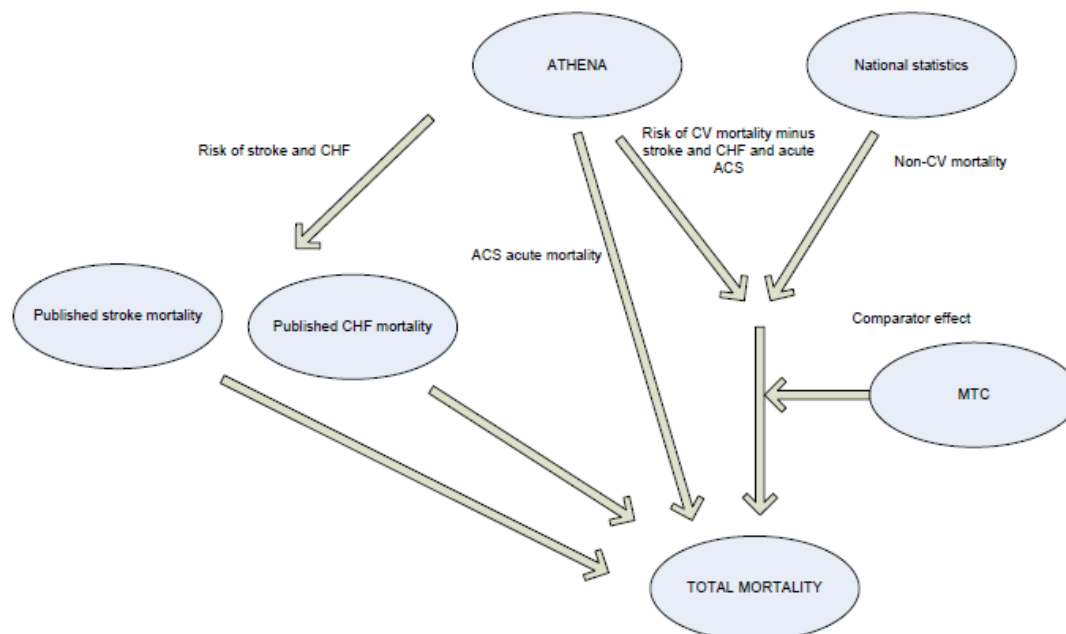 ATHENA
National statistics
Risk of stroke and CHF
Risk of CV mortality minus
stroke and CHF and acute
ACS
Non-CV mortality
ACS acute mortality
Published stroke mortality
Published CHF mortality
Comparator effect
MTC
TOTAL MORTALITY